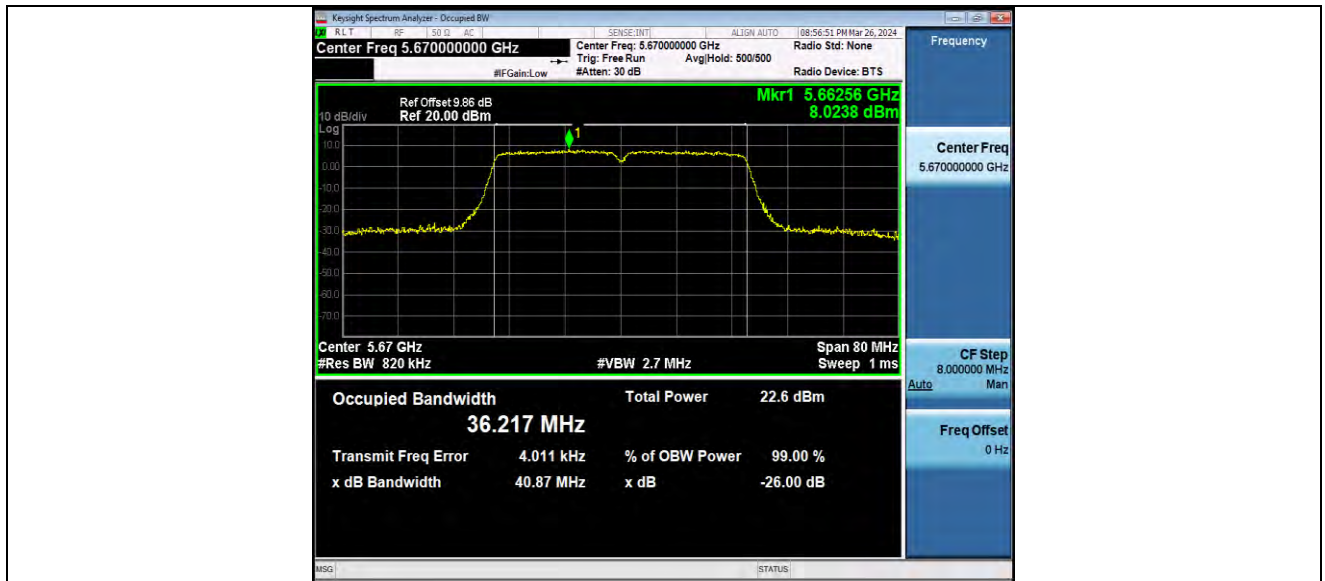 Keysight Spectrum Analyzer - Occupied BW
RLT RF 50 Ω AC SENSE:INT ALIGN AUTO 08:56:51 PM Mar 26, 2024
Center Freq 5.670000000 GHz
Center Freq: 5.670000000 GHz Radio Std: None
Trig: Free Run Avg|Hold: 500/500
#IFGain:Low #Atten: 30 dB Radio Device: BTS
Frequency
Mkr1 5.66256 GHz
8.0238 dBm
Ref Offset 9.86 dB
10 dB/div Ref 20.00 dBm
Log
10.0
0.00
-10.0
-20.0
-30.0
-40.0
-50.0
-60.0
-70.0
1
Center 5.67 GHz Span 80 MHz
#Res BW 820 kHz #VBW 2.7 MHz Sweep 1 ms
Occupied Bandwidth Total Power 22.6 dBm
36.217 MHz
Transmit Freq Error 4.011 kHz % of OBW Power 99.00 %
x dB Bandwidth 40.87 MHz x dB -26.00 dB
Center Freq
5.670000000 GHz
CF Step
8.000000 MHz
Auto Man
Freq Offset
0 Hz
MSG STATUS